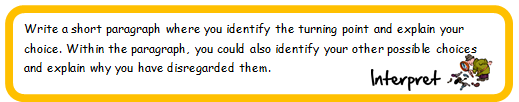 Write a short paragraph where you identify the turning point and explain your
choice. Within the paragraph, you could also identify your other possible choices
and explain why you have disregarded them.
Interpret